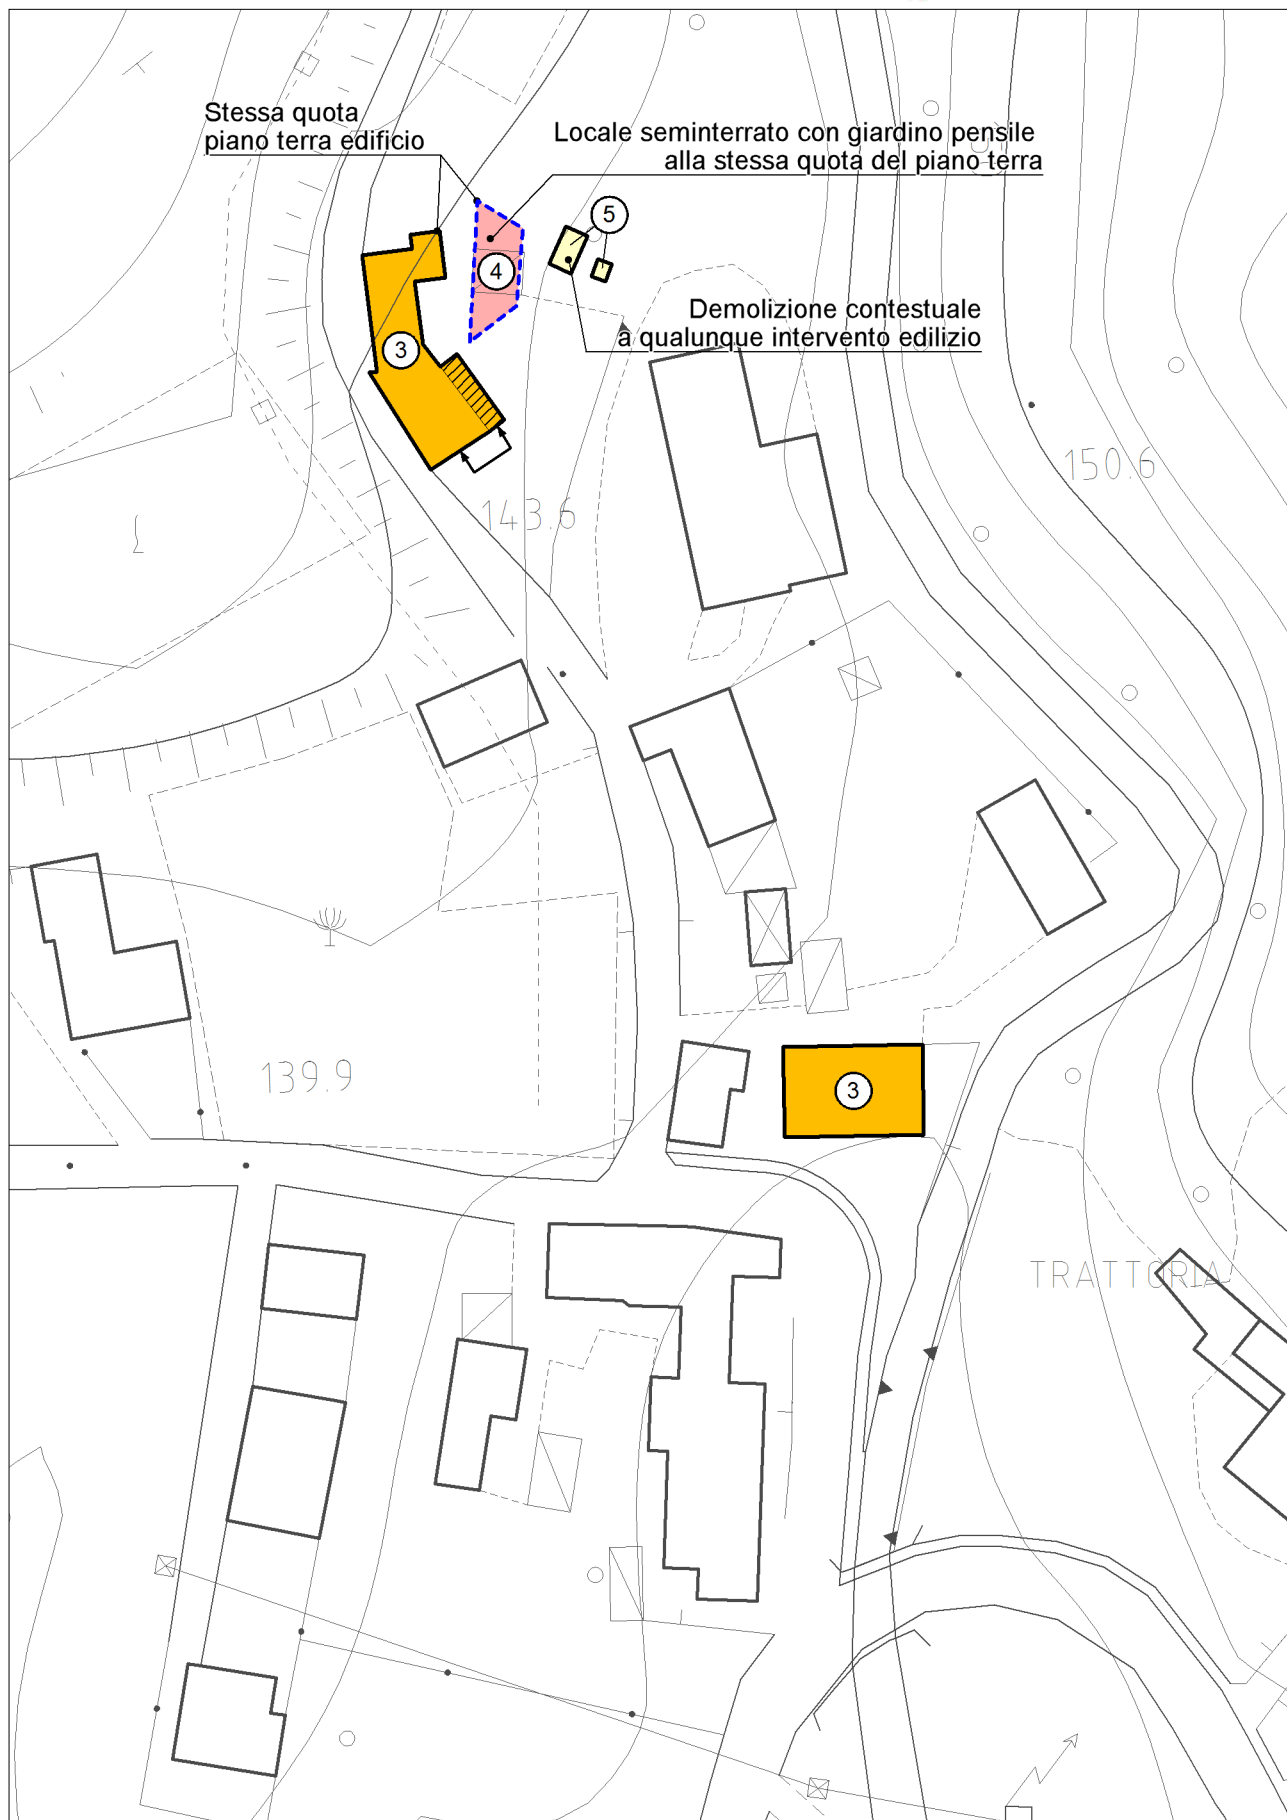 Stessa quota
piano terra edificio
Locale seminterrato con giardino pensile
alla stessa quota del piano terra
5
4
Demolizione contestuale
a qualunque intervento edilizio
3
150.6
143.6
139.9
3
TRATTORIA